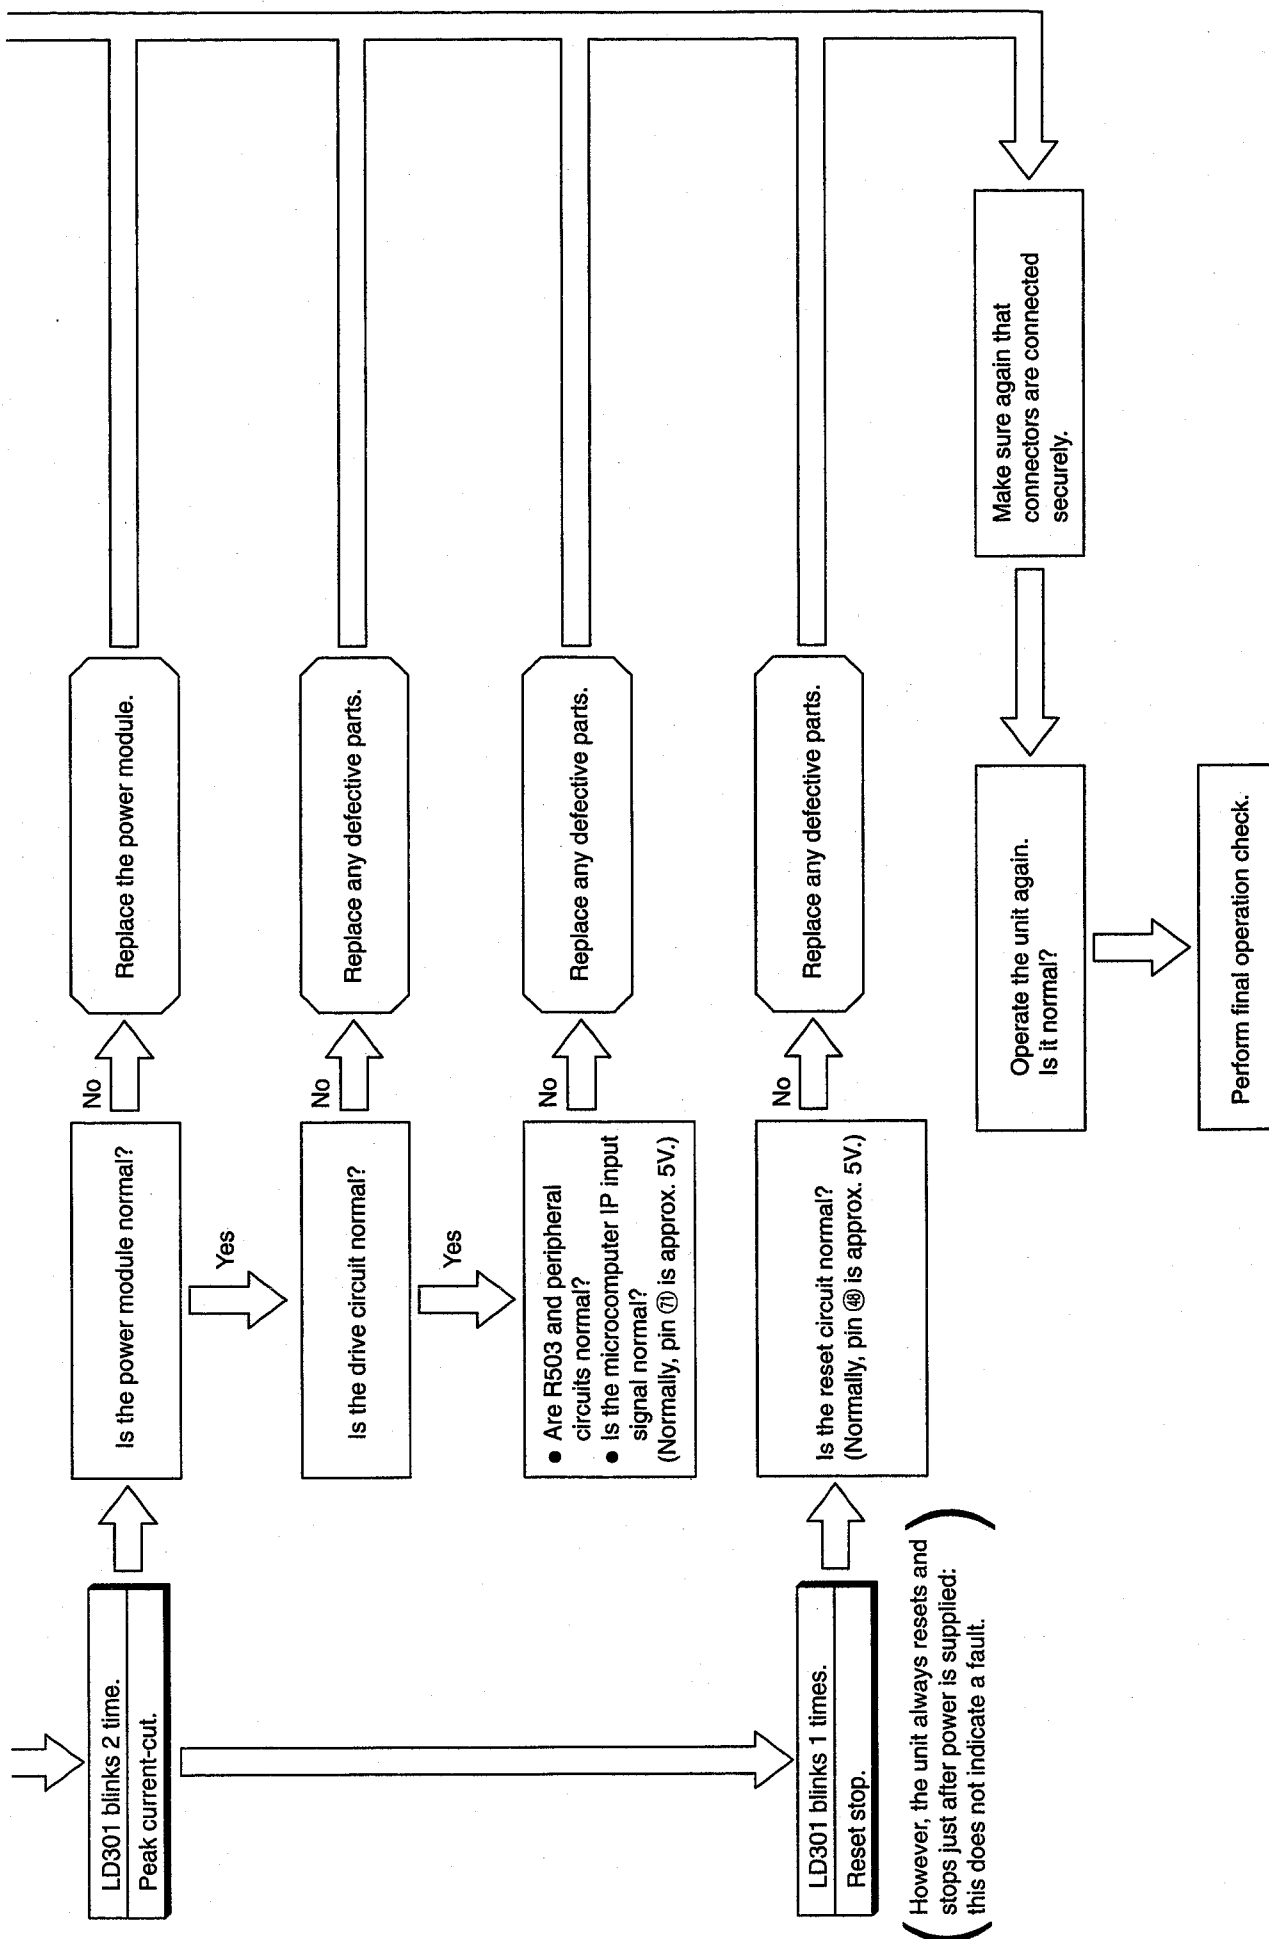 LD301 blinks 2 time.
Peak current-cut.
Is the power module normal?
No
Replace the power module.
Yes
Is the drive circuit normal?
No
Replace any defective parts.
Yes
● Are R503 and peripheral
circuits normal?
● Is the microcomputer IP input
signal normal?
(Normally, pin ㊆① is approx. 5V.)
No
Replace any defective parts.
LD301 blinks 1 times.
Reset stop.
(However, the unit always resets and
stops just after power is supplied:
this does not indicate a fault.)
Is the reset circuit normal?
(Normally, pin ㊽ is approx. 5V.)
No
Replace any defective parts.
Make sure again that
connectors are connected
securely.
Operate the unit again.
Is it normal?
Perform final operation check.